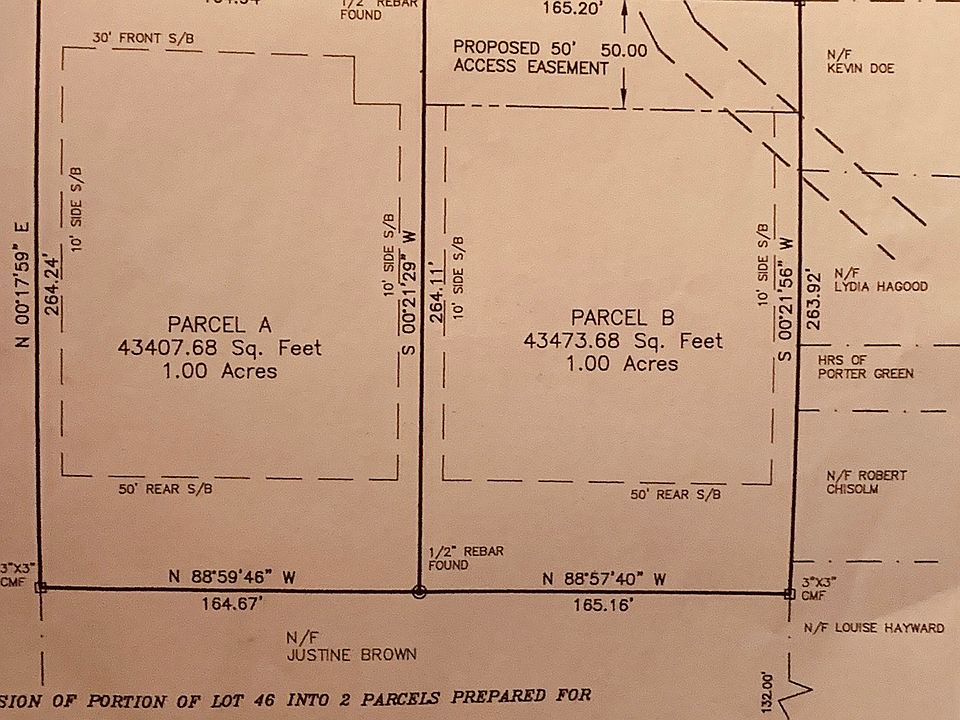 1/2" REBAR
FOUND
165.20'
30' FRONT S/B
PROPOSED 50'
ACCESS EASEMENT
50.00
N/F
KEVIN DOE
10' SIDE S/B
N 00°17'59" E
264.24'
10' SIDE S/B
S 00°21'29" W
264.11'
10' SIDE S/B
10' SIDE S/B
S 00°21'56" W
263.92'
N/F
LYDIA HAGOOD
PARCEL A
43407.68 Sq. Feet
1.00 Acres
PARCEL B
43473.68 Sq. Feet
1.00 Acres
HRS OF
PORTER GREEN
50' REAR S/B
50' REAR S/B
N/F ROBERT
CHISOLM
1/2" REBAR
FOUND
3"X3"
CMF
N 88°59'46" W
164.67'
N 88°57'40" W
165.16'
3"X3"
CMF
N/F
JUSTINE BROWN
N/F LOUISE HAYWARD
132.00'
SION OF PORTION OF LOT 46 INTO 2 PARCELS PREPARED FOR